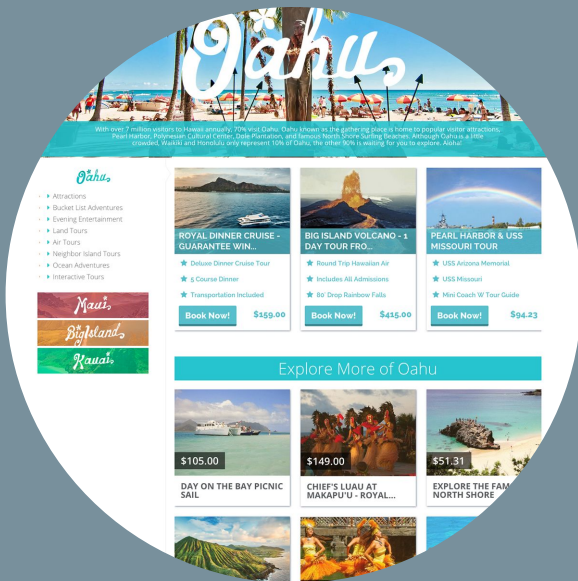 Oahu
With over 7 million visitors to Hawaii annually, 70% visit Oahu. Oahu known as the gathering place is home to popular visitor attractions,
Pearl Harbor, Polynesian Cultural Center, Dole Plantation, and famous North Shore Surfing Beaches. Although Oahu is a little
crowded, Waikiki and Honolulu only represent 10% of Oahu, the other 90% is waiting for you to explore. Aloha!
Oahu
Attractions
Bucket List Adventures
Evening Entertainment
Land Tours
Air Tours
Neighbor Island Tours
Ocean Adventures
Interactive Tours
Maui
BigIsland
Kauai
ROYAL DINNER CRUISE -
GUARANTEE WIN...
Deluxe Dinner Cruise Tour
5 Course Dinner
Transportation Included
Book Now! $159.00
BIG ISLAND VOLCANO - 1
DAY TOUR FRO...
Round Trip Hawaiian Air
Includes All Admissions
80' Drop Rainbow Falls
Book Now! $415.00
PEARL HARBOR & USS
MISSOURI TOUR
USS Arizona Memorial
USS Missouri
Mini Coach W Tour Guide
Book Now! $94.23
Explore More of Oahu
$105.00
DAY ON THE BAY PICNIC
SAIL
$149.00
CHIEF'S LUAU AT
MAKAPU'U - ROYAL...
$51.31
EXPLORE THE FAM
NORTH SHORE